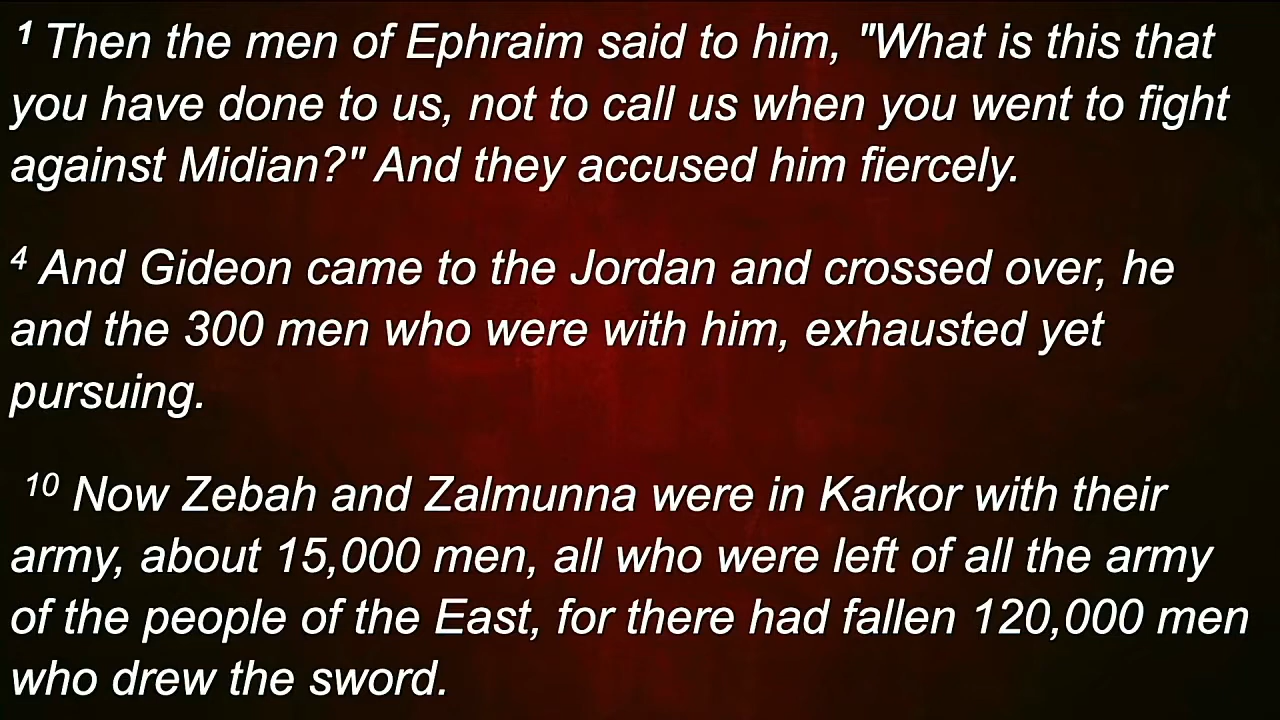 1 Then the men of Ephraim said to him, "What is this that
you have done to us, not to call us when you went to fight
against Midian?" And they accused him fiercely.
4 And Gideon came to the Jordan and crossed over, he
and the 300 men who were with him, exhausted yet
pursuing.
10 Now Zebah and Zalmunna were in Karkor with their
army, about 15,000 men, all who were left of all the army
of the people of the East, for there had fallen 120,000 men
who drew the sword.